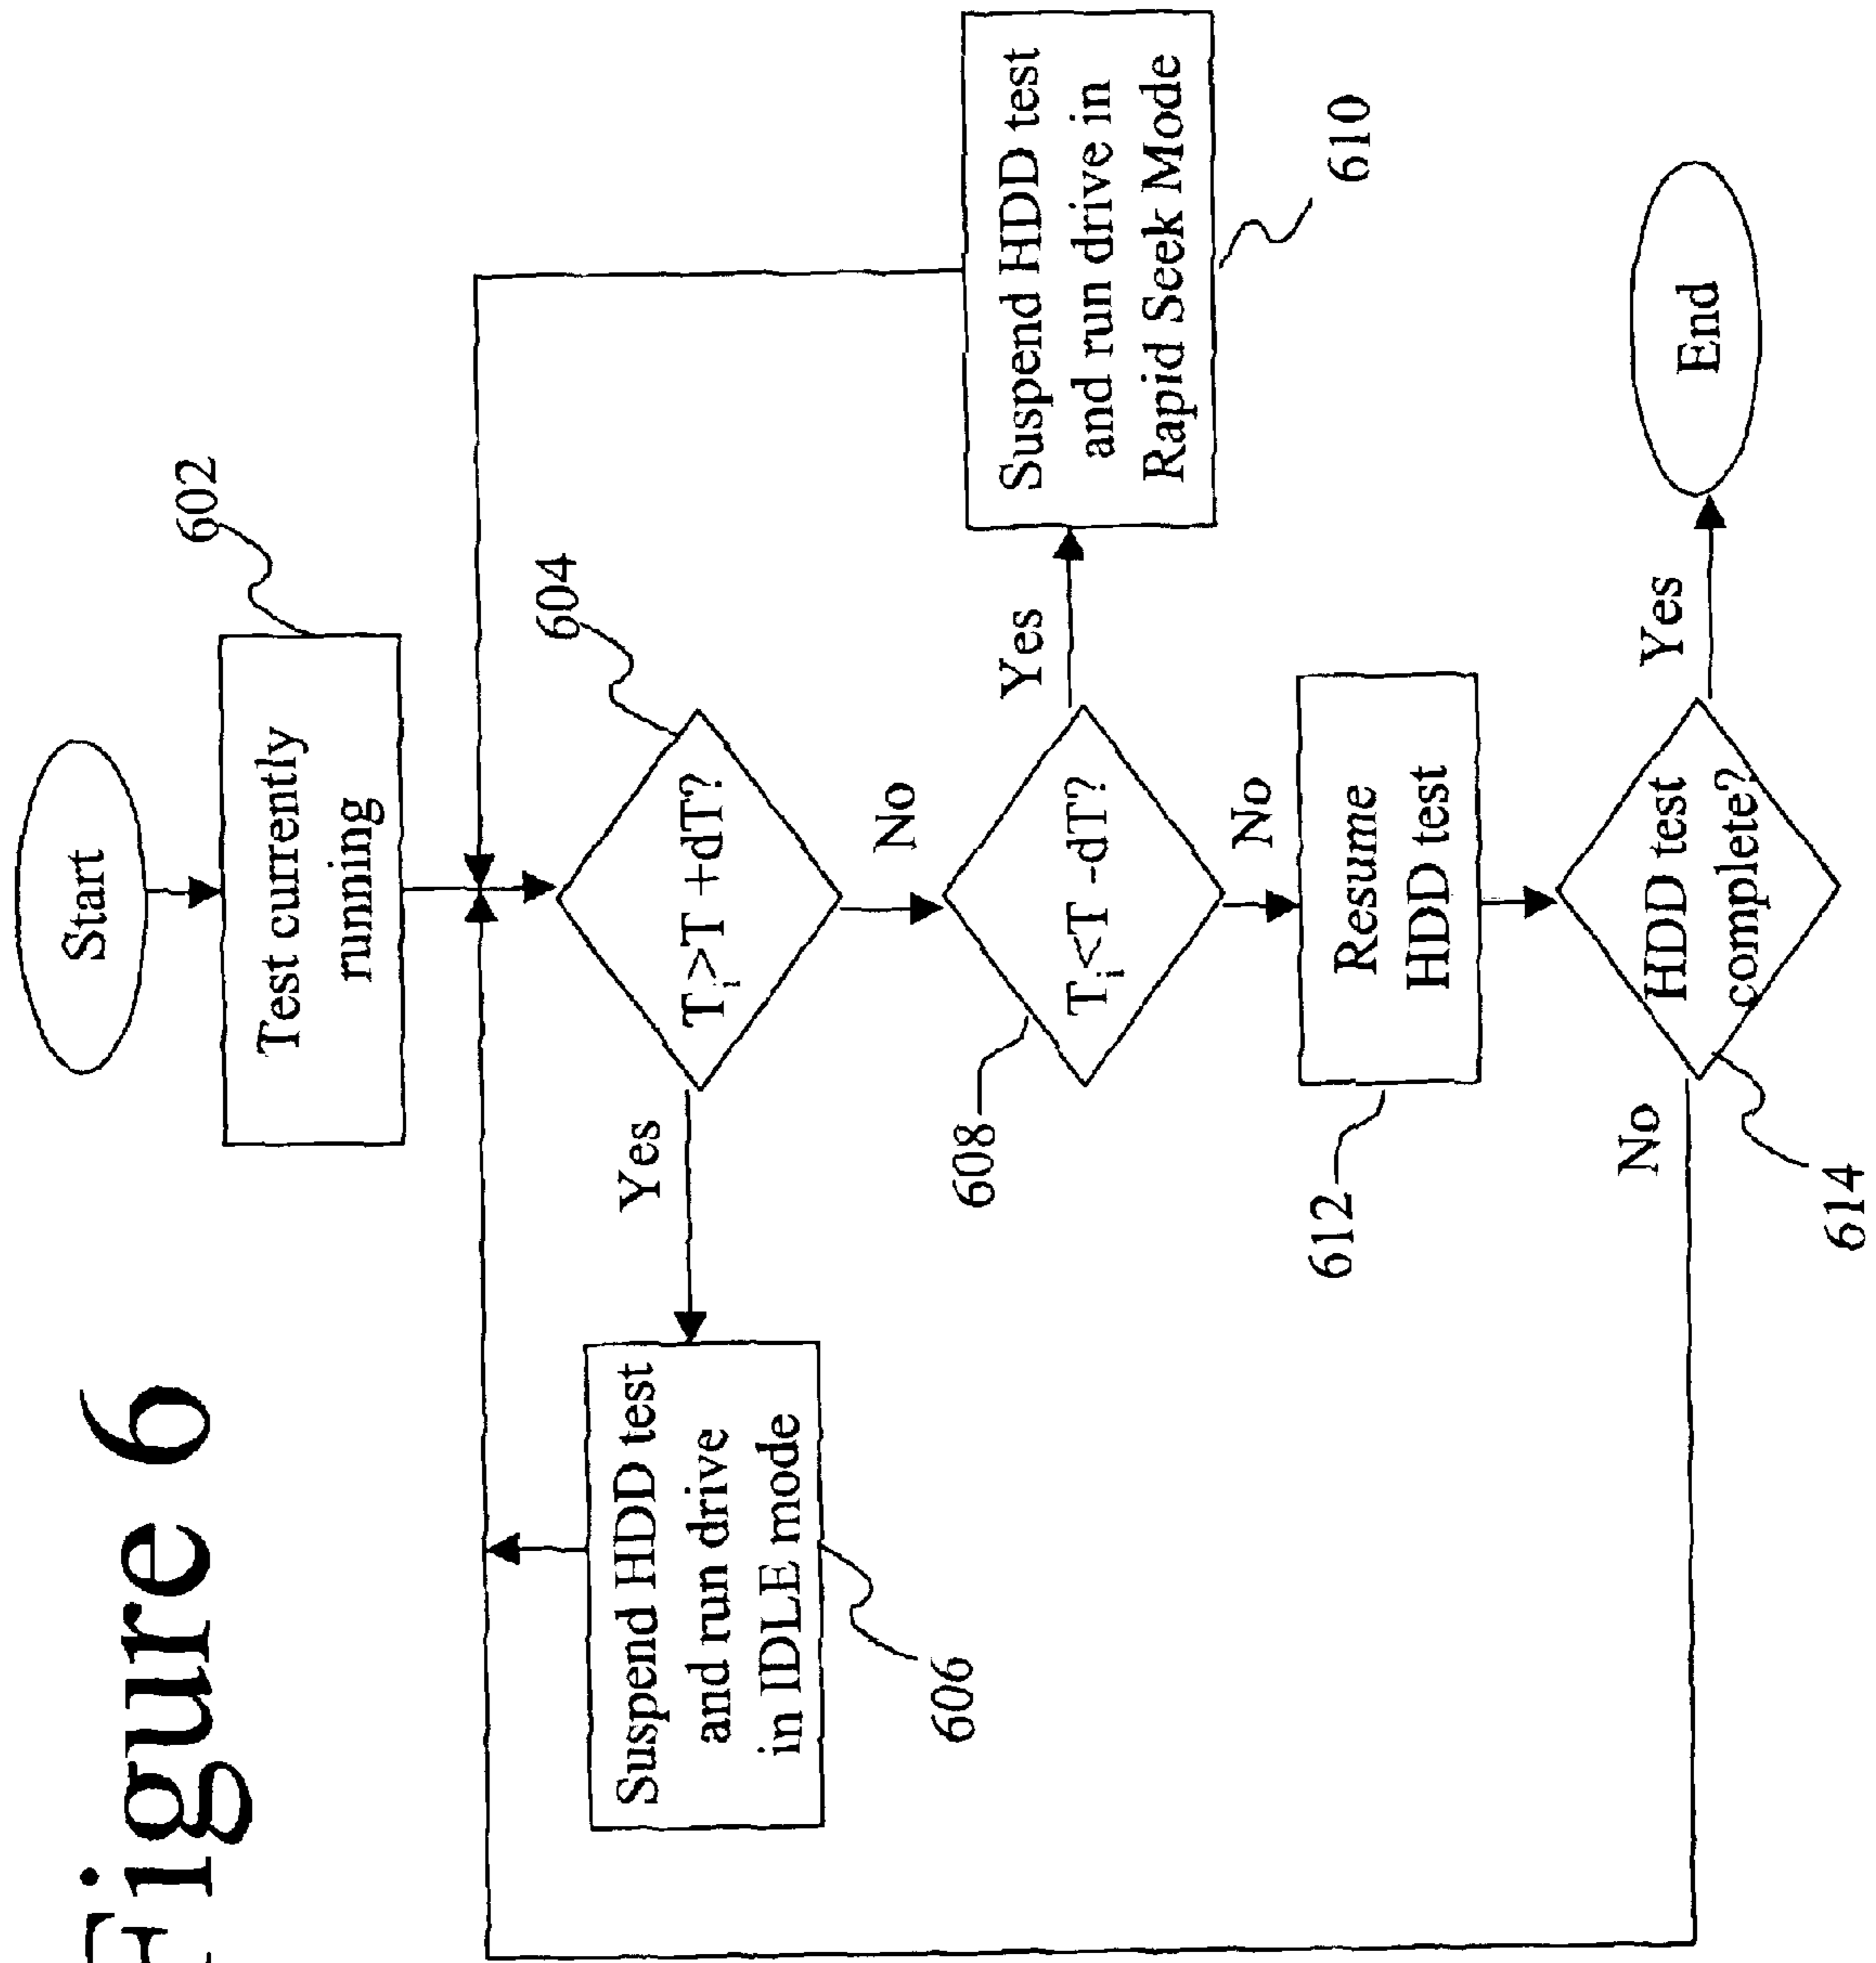 Figure 6
Start
Test currently
running
602
604
Tᵢ>T +dT?
Yes
No
Suspend HDD test
and run drive
in IDLE mode
606
608
Tᵢ<T -dT?
Yes
No
Suspend HDD test
and run drive in
Rapid Seek Mode
610
Resume
HDD test
612
HDD test
complete?
No
Yes
614
End